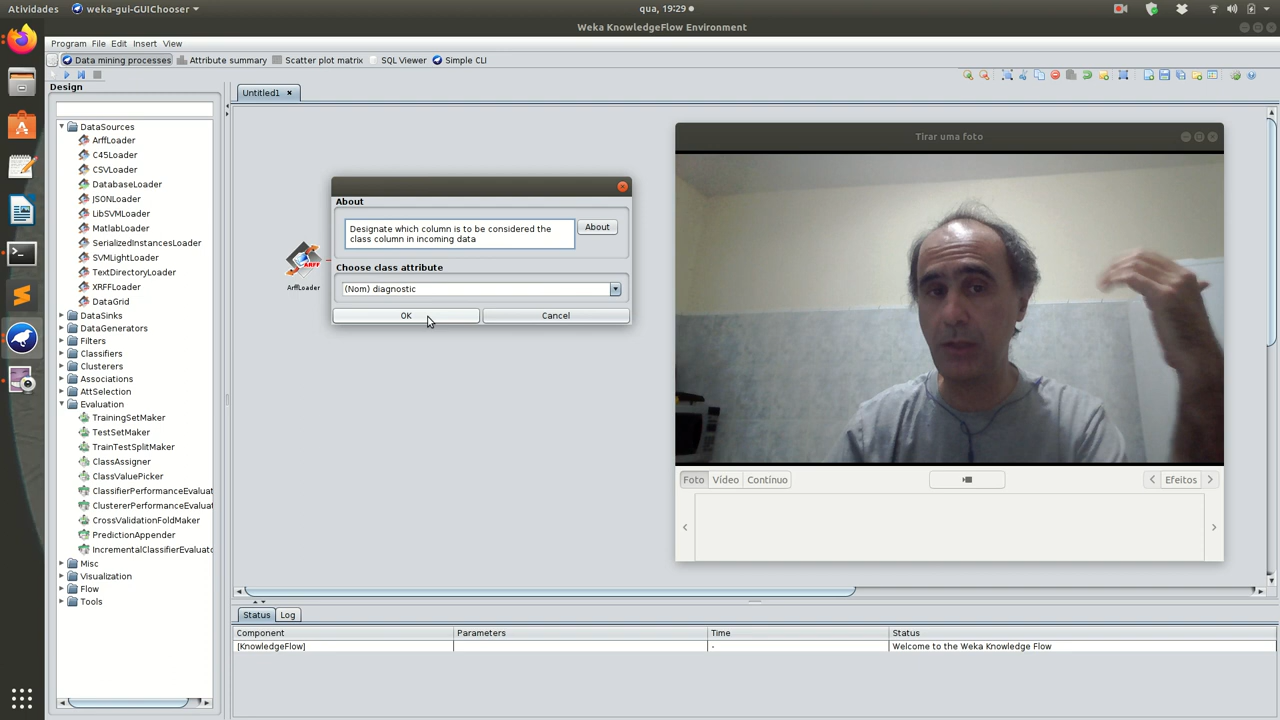 Atividades
weka-gui-GUIChooser
qua, 19:29
Weka KnowledgeFlow Environment
Program File Edit Insert View
Data mining processes
Attribute summary
Scatter plot matrix
SQL Viewer
Simple CLI
Design
Untitled1
DataSources
ArffLoader
C45Loader
CSVLoader
DatabaseLoader
JSONLoader
LibSVMLoader
MatlabLoader
SerializedInstancesLoader
SVMLightLoader
TextDirectoryLoader
XRFFLoader
DataGrid
DataSinks
DataGenerators
Filters
Classifiers
Clusterers
Associations
AttSelection
Evaluation
TrainingSetMaker
TestSetMaker
TrainTestSplitMaker
ClassAssigner
ClassValuePicker
ClassifierPerformanceEvaluat
ClustererPerformanceEvaluat
CrossValidationFoldMaker
PredictionAppender
IncrementalClassifierEvaluato
Misc
Visualization
Flow
Tools
ARFF
ArffLoader
About
Designate which column is to be considered the
class column in incoming data
About
Choose class attribute
(Nom) diagnostic
OK
Cancel
Tirar uma foto
Foto
Vídeo
Contínuo
Efeitos
Status
Log
Component
Parameters
Time
Status
[KnowledgeFlow]
-
Welcome to the Weka Knowledge Flow